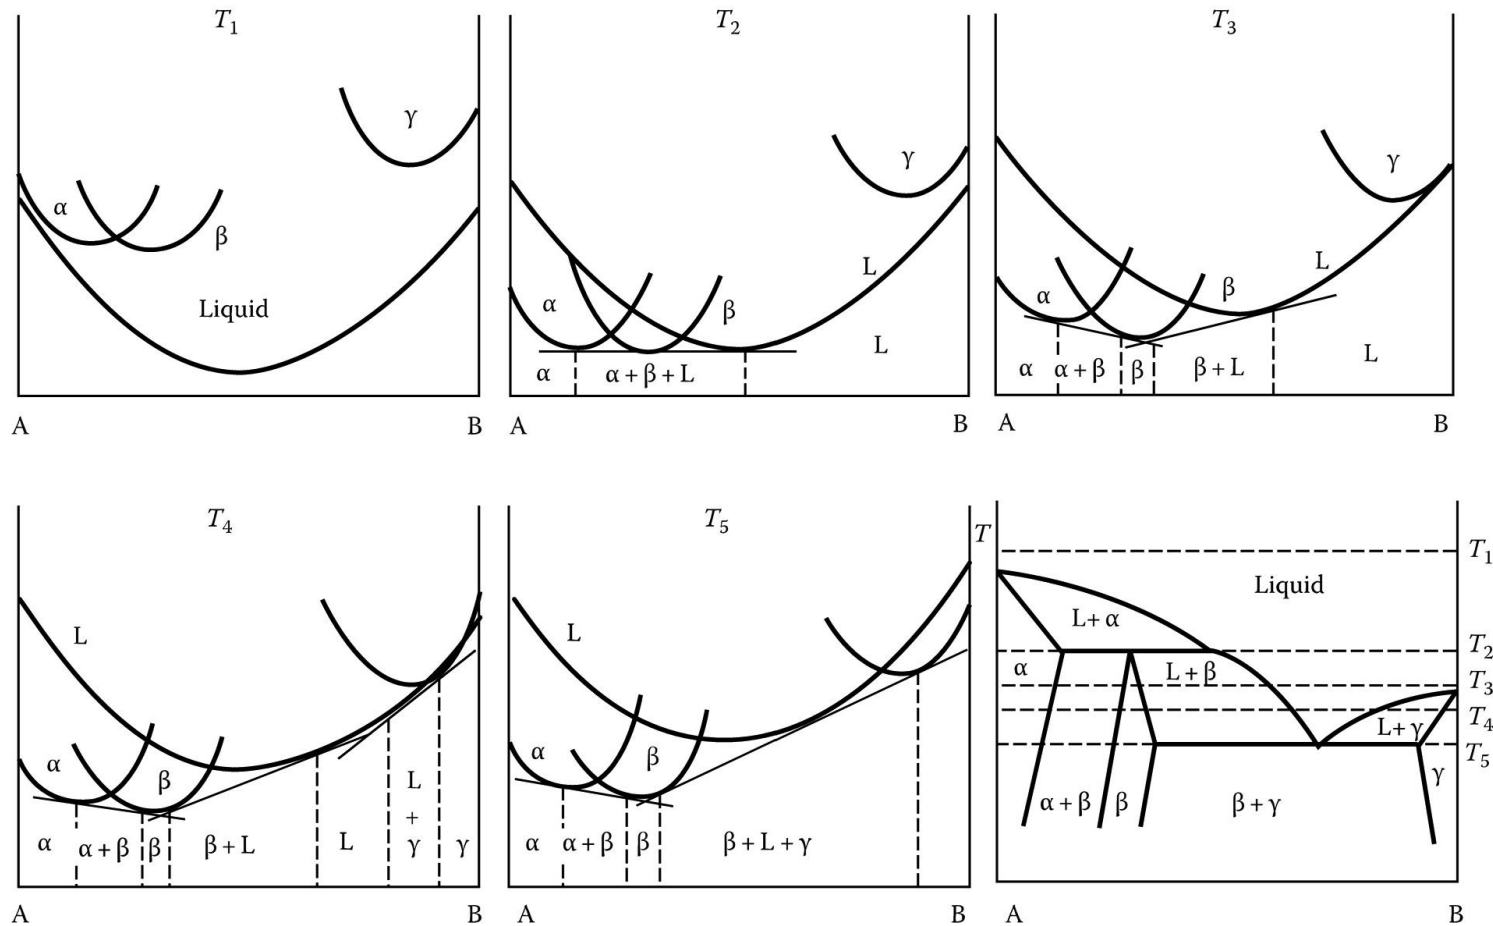 T1
γ
α
β
Liquid
A B
T2
γ
L
α
β
L
α α + β + L
A B
T3
γ
L
β
α
α α + β β β + L L
A B
T4
L
α
β
L
+
γ
α α + β β β + L L γ
A B
T5
L
α
β
α α + β β β + L + γ
A B
T
T1
Liquid
L + α
T2
α
L + β
T3
T4
L + γ
T5
γ
α + β β β + γ
A B